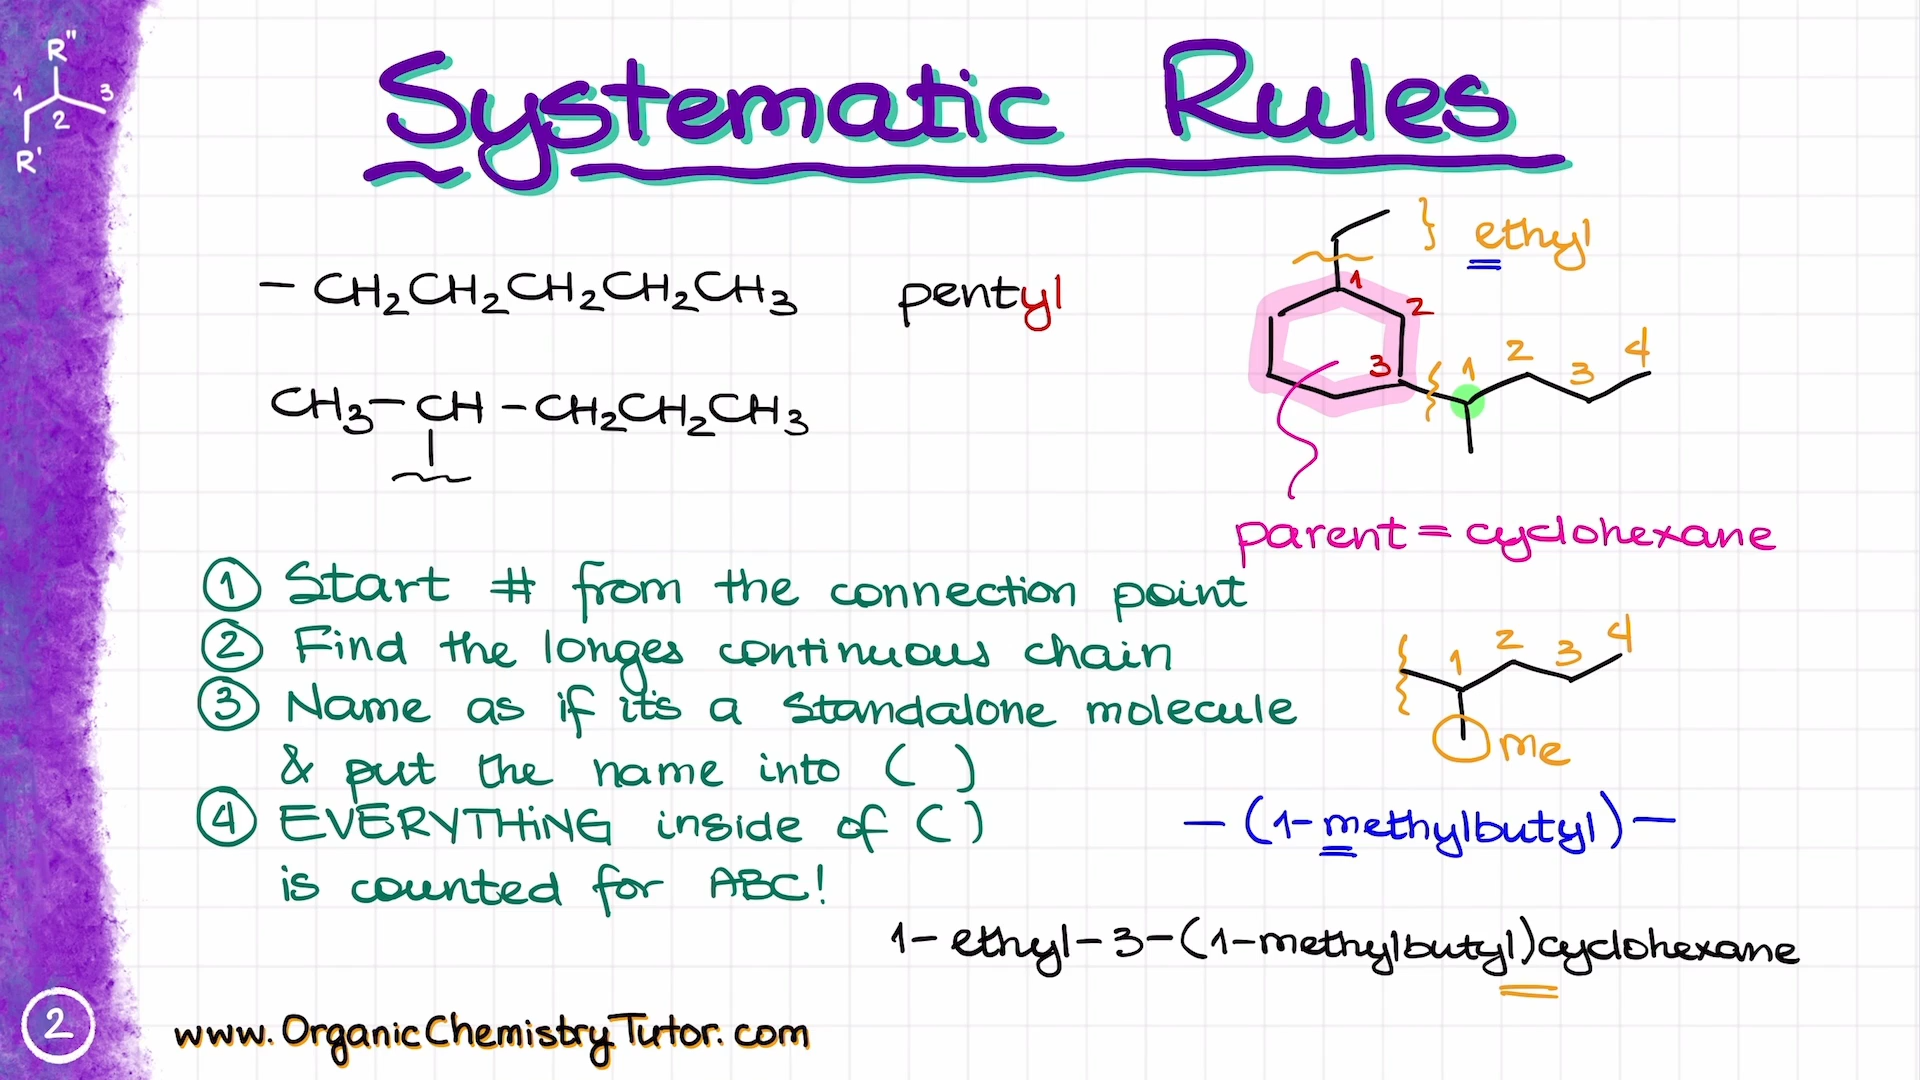 R"
1 3
2
R'
Systematic Rules
} ethyl
– CH₂CH₂CH₂CH₂CH₃ pentyl
1
2
3
1 2 3 4
CH₃–CH–CH₂CH₂CH₃
parent = cyclohexane
① Start # from the connection point
② Find the longes continuous chain
③ Name as if it's a standalone molecule
& put the name into ( )
④ EVERYTHING inside of ( )
is counted for ABC!
1 2 3 4
Me
–(1-methylbutyl)–
1-ethyl-3-(1-methylbutyl)cyclohexane
2
www.OrganicChemistryTutor.com